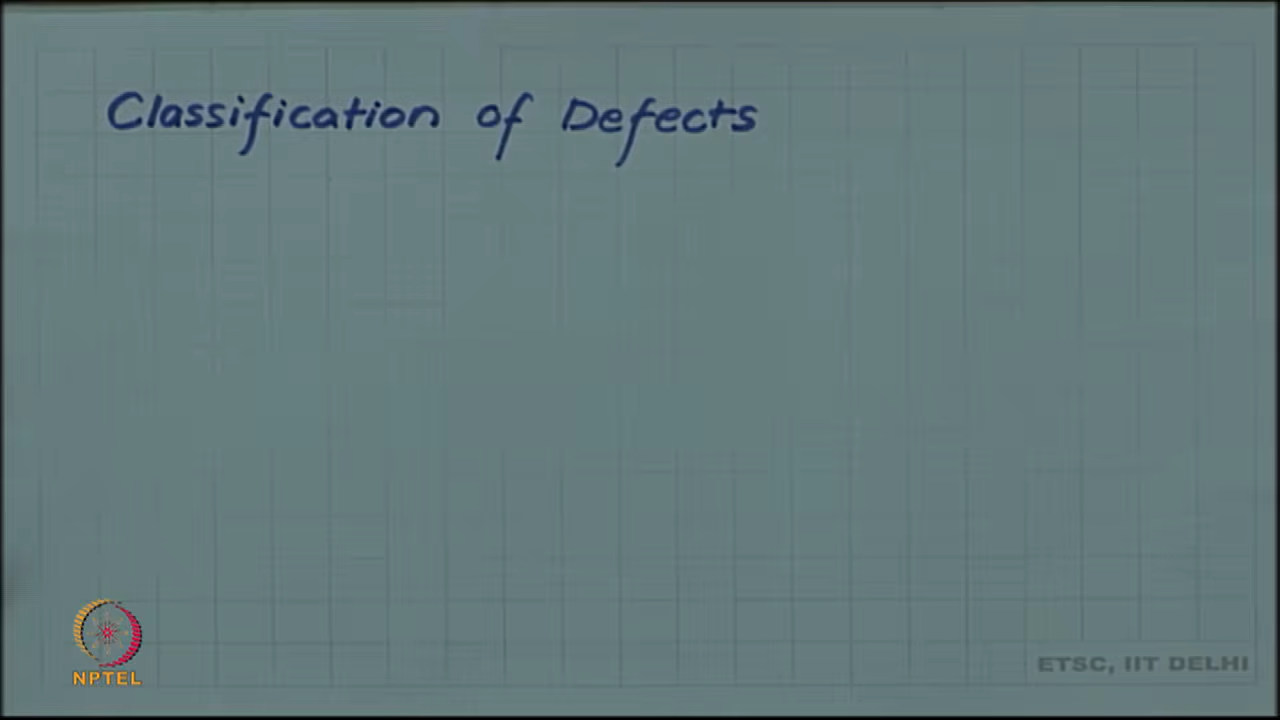 Classification of Defects
NPTEL
ETSC, IIT DELHI